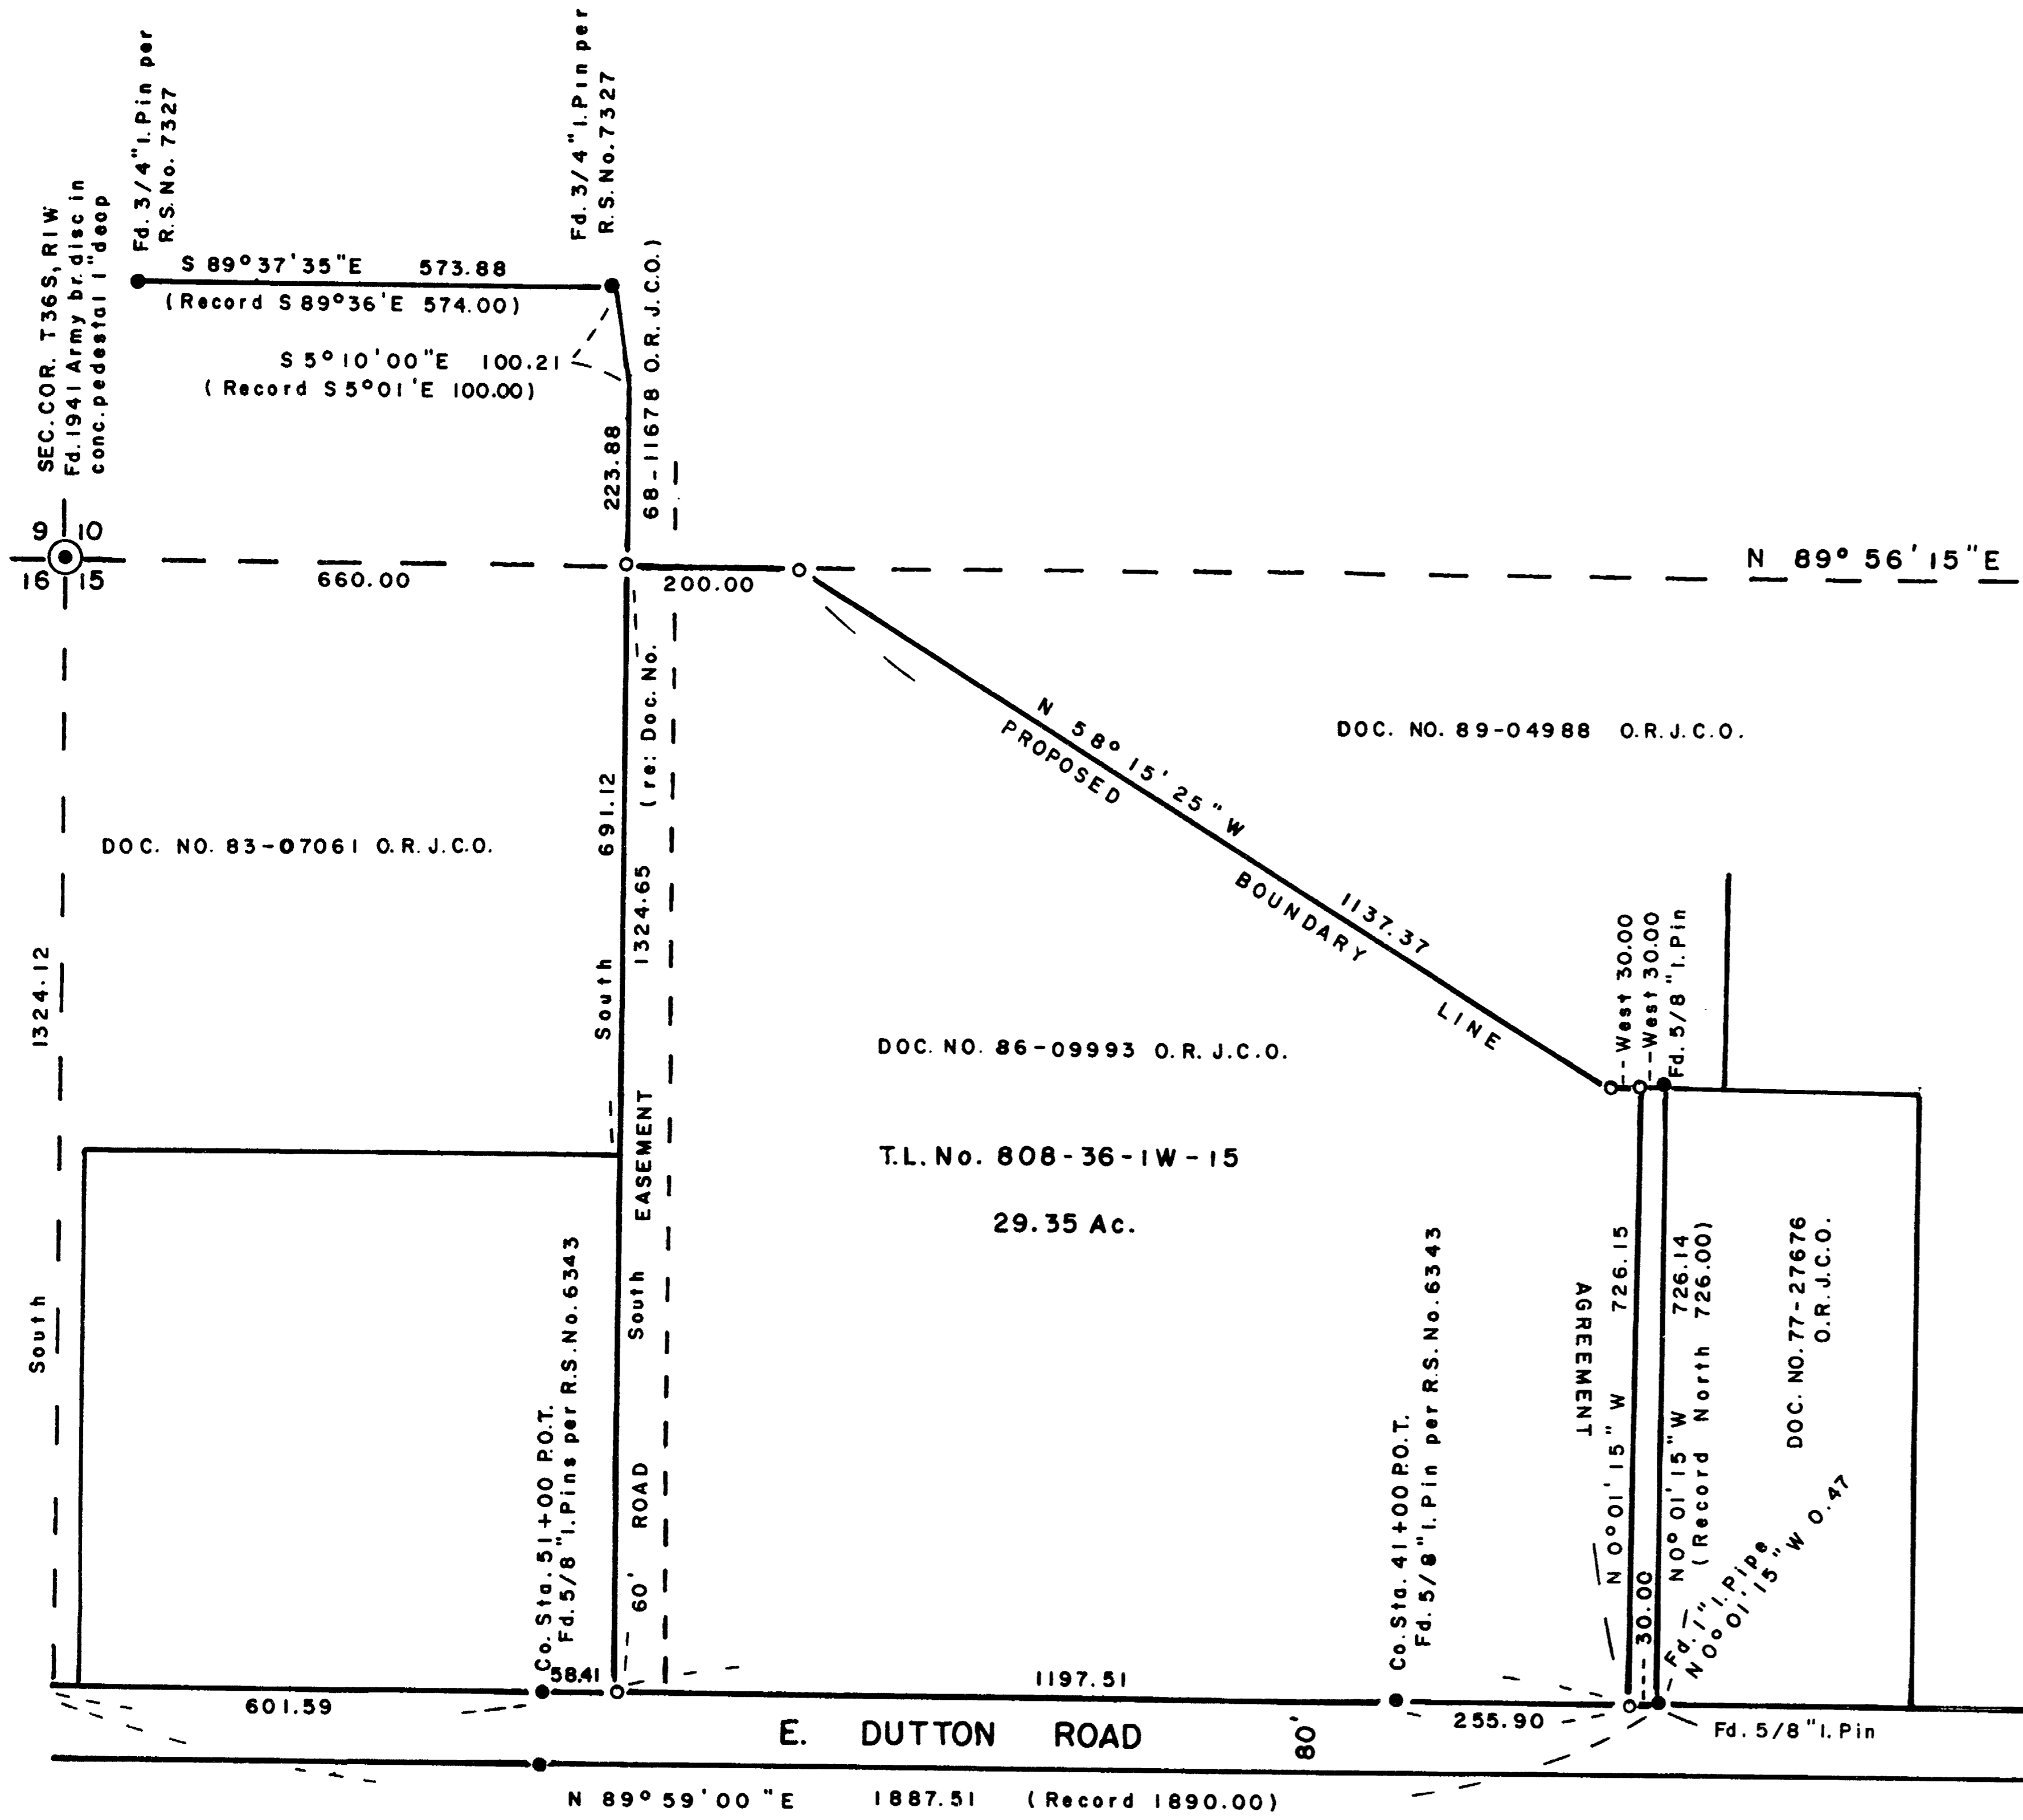 Fd. 3/4" I. Pin per
R.S. No. 7327
Fd. 3/4" I. Pin per
R.S. No. 7327
SEC. COR. T36S, R1W
Fd. 1941 Army br. disc in
conc. pedestal 1" deep
S 89° 37' 35" E 573.88
(Record S 89° 36' E 574.00)
S 5° 10' 00" E 100.21
(Record S 5° 01' E 100.00)
223.88
68-11678 O.R.J.C.O.)
9 10
16 15
660.00
200.00
N 89° 56' 15" E
(re: Doc. No.
N 58° 15' 25" W
1137.37
PROPOSED
BOUNDARY
LINE
DOC. NO. 89-04988 O.R.J.C.O.
DOC. NO. 83-07061 O.R.J.C.O.
South 691.12
South 1324.65
South 1324.12
West 30.00
West 30.00
Fd. 5/8" I. Pin
DOC. NO. 86-09993 O.R.J.C.O.
T.L. No. 808-36-1W-15
29.35 Ac.
60' ROAD EASEMENT
Co. Sta. 51+00 P.O.T.
Fd. 5/8" I. Pins per R.S. No. 6343
Co. Sta. 41+00 P.O.T.
Fd. 5/8" I. Pin per R.S. No. 6343
AGREEMENT
N 0° 01' 15" W 726.15
N 0° 01' 15" W 726.14
(Record North 726.00)
DOC. NO. 77-27676
O.R.J.C.O.
30.00
Fd. 1" I. Pipe
N 0° 01' 15" W 0.47
601.59
58.41
1197.51
255.90
Fd. 5/8" I. Pin
E. DUTTON ROAD
80'
N 89° 59' 00" E 1887.51 (Record 1890.00)